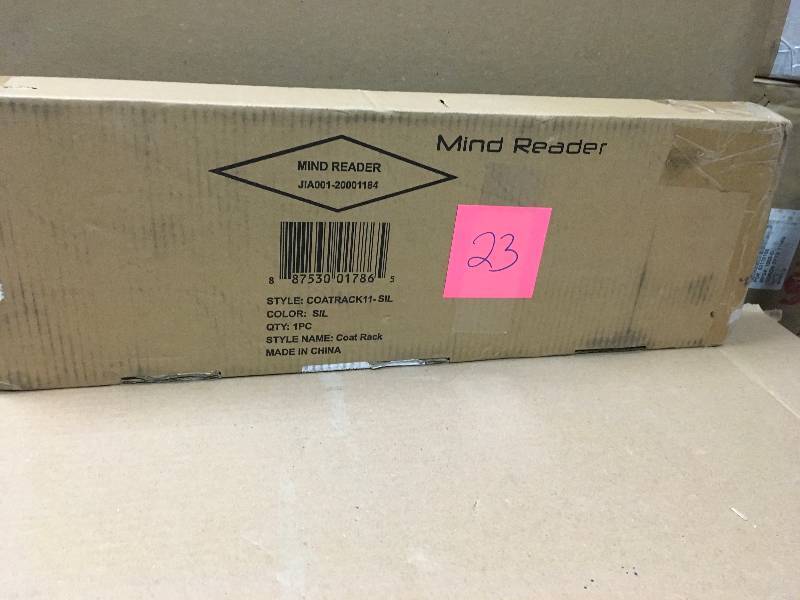 Mind Reader
MIND READER
JIA001-20001184
8 87530 01786 5
STYLE: COATRACK11-SIL
COLOR: SIL
QTY: 1PC
STYLE NAME: Coat Rack
MADE IN CHINA
23